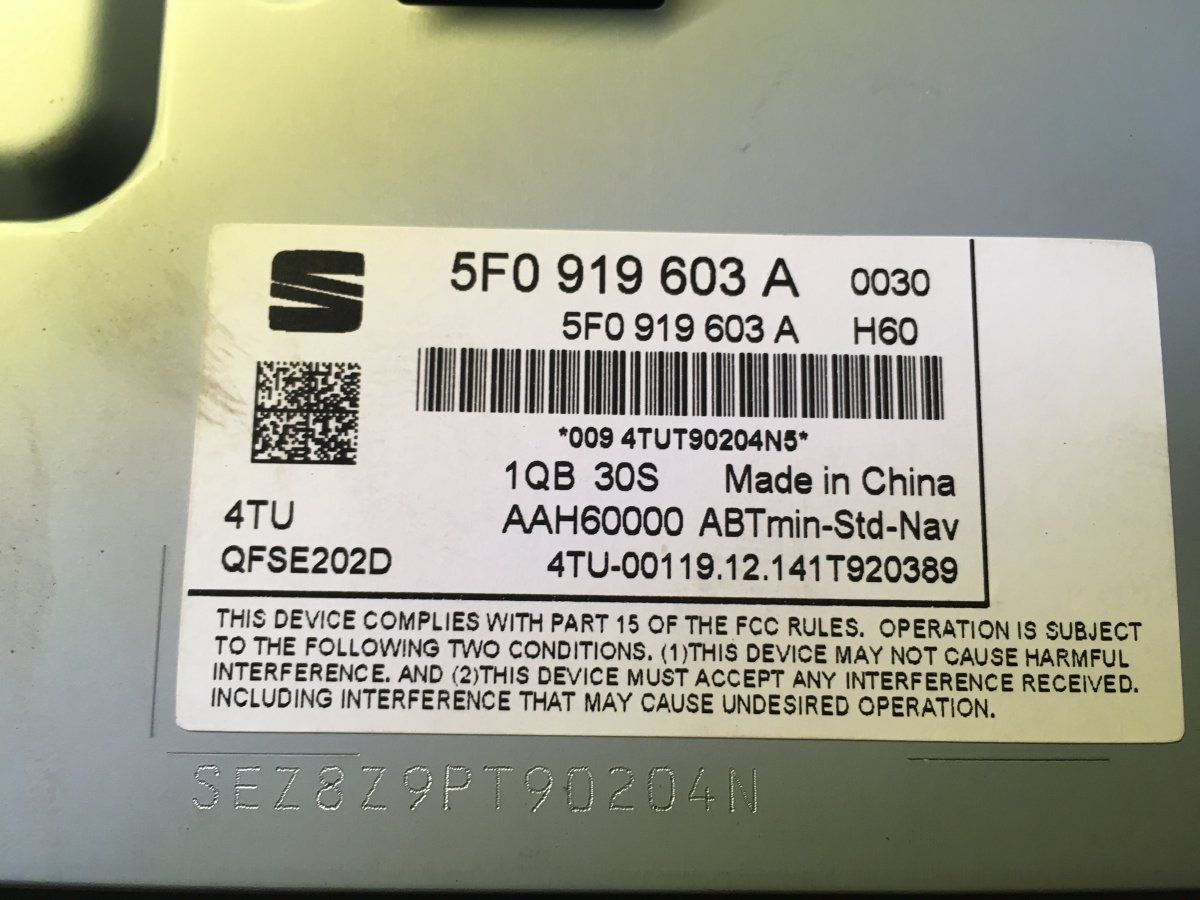 5F0 919 603 A 0030
5F0 919 603 A H60
*009 4TUT90204N5*
1QB 30S Made in China
4TU AAH60000 ABTmin-Std-Nav
QFSE202D 4TU-00119.12.141T920389
THIS DEVICE COMPLIES WITH PART 15 OF THE FCC RULES. OPERATION IS SUBJECT
TO THE FOLLOWING TWO CONDITIONS. (1)THIS DEVICE MAY NOT CAUSE HARMFUL
INTERFERENCE. AND (2)THIS DEVICE MUST ACCEPT ANY INTERFERENCE RECEIVED.
INCLUDING INTERFERENCE THAT MAY CAUSE UNDESIRED OPERATION.
SEZ8Z9PT90204N